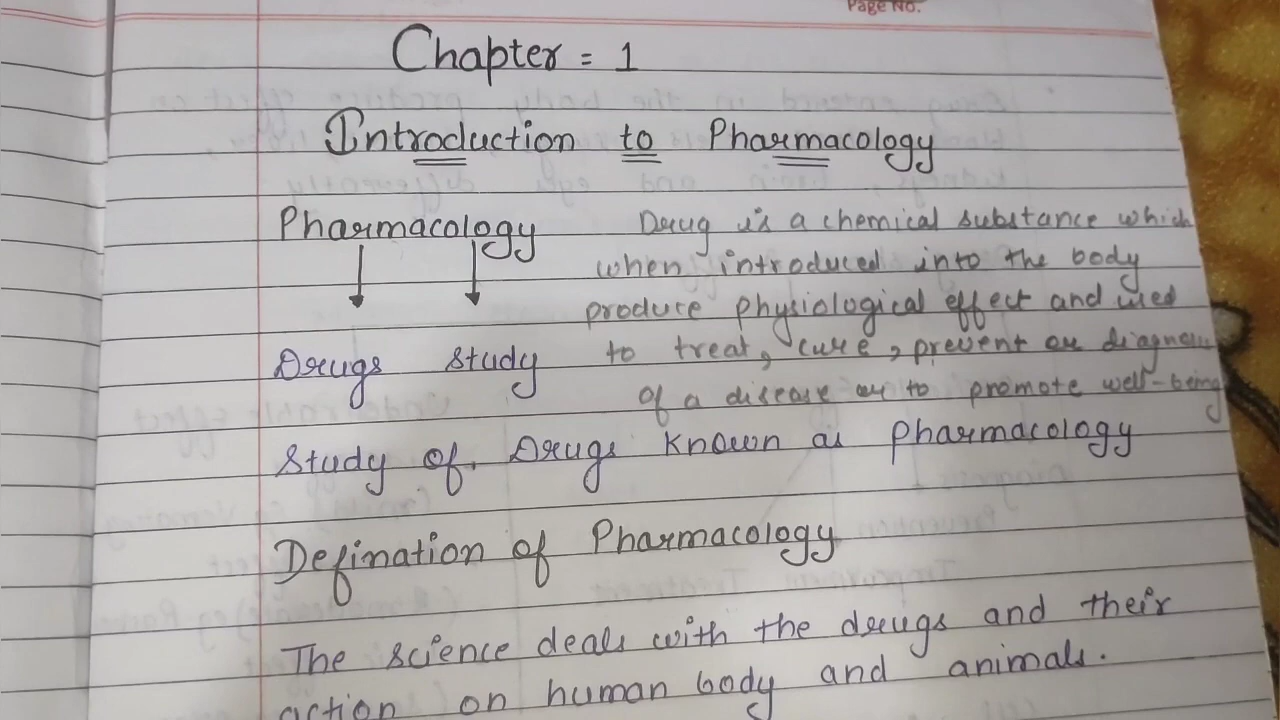 Page No.
Chapter = 1
Introduction to Pharmacology
Pharmacology
Drugs study
Drug is a chemical substance which
when introduced into the body
produce physiological effect and used
to treat, cure, prevent or
of a disease or to promote well-being
Study of. Drugs known as pharmacology
Defination of Pharmacology
The science deals with the drugs and their
action on human body and animals.